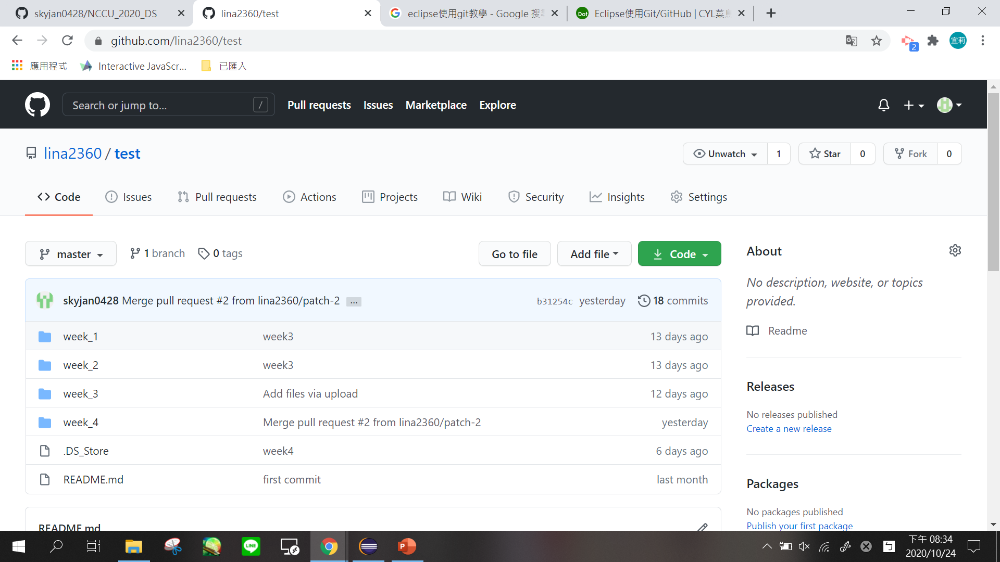 skyjan0428/NCCU_2020_DS
lina2360/test
eclipse使用git教學 - Google 搜
Eclipse使用Git/GitHub | CYL菜
github.com/lina2360/test
2
宜莉
應用程式
Interactive JavaScr...
已匯入
Search or jump to...
/
Pull requests
Issues
Marketplace
Explore
lina2360 / test
Unwatch
1
Star
0
Fork
0
Code
Issues
Pull requests
Actions
Projects
Wiki
Security
Insights
Settings
master
1 branch
0 tags
Go to file
Add file
Code
About
No description, website, or topics
provided.
Readme
skyjan0428 Merge pull request #2 from lina2360/patch-2 ...
b31254c yesterday
18 commits
week_1
week3
13 days ago
week_2
week3
13 days ago
week_3
Add files via upload
12 days ago
week_4
Merge pull request #2 from lina2360/patch-2
yesterday
.DS_Store
week4
6 days ago
README.md
first commit
last month
Releases
No releases published
Create a new release
Packages
No packages published
Publish your first package
README.md
LINE
P
ㄅ
下午 08:34
2020/10/24